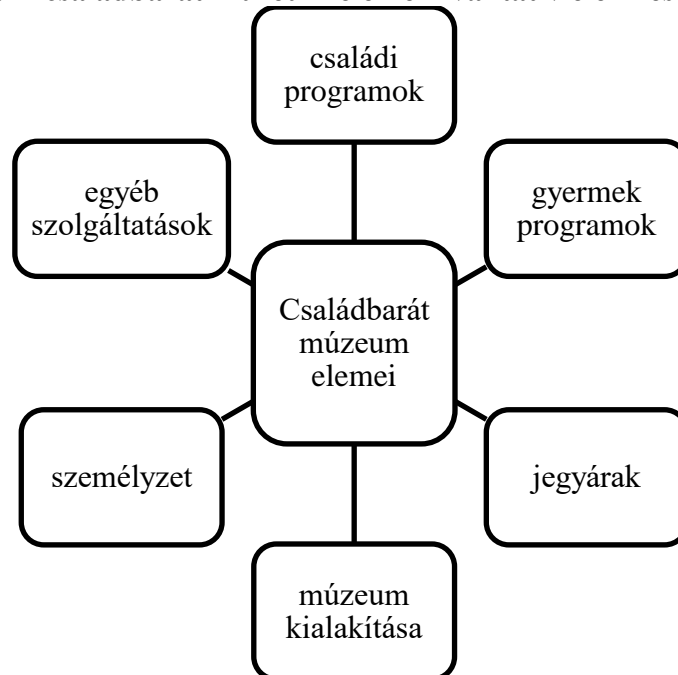 családi
programok
egyéb
szolgáltatások
gyermek
programok
Családbarát
múzeum
elemei
személyzet
jegyárak
múzeum
kialakítása